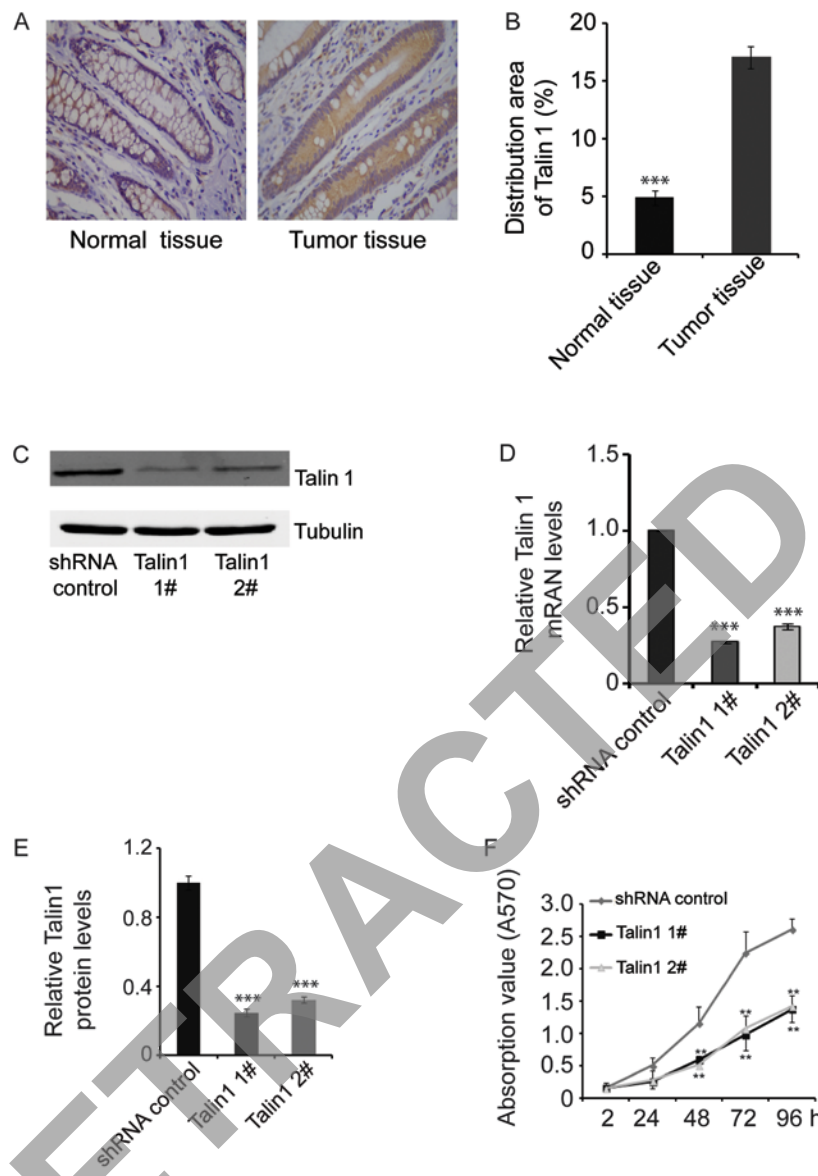 A
Normal tissue
Tumor tissue
B
Distribution area
of Talin 1 (%)
20
15
10
5
0
***
Normal tissue
Tumor tissue
C
Talin 1
Tubulin
shRNA
control
Talin1
1#
Talin1
2#
D
Relative Talin 1
mRAN levels
1.5
1.0
0.5
0
***
***
shRNA control
Talin1 1#
Talin1 2#
E
Relative Talin1
protein levels
1.2
0.8
0.4
0
***
***
shRNA control
Talin1 1#
Talin1 2#
F
Absorption value (A570)
3.0
2.5
2.0
1.5
1.0
0.5
0
shRNA control
Talin1 1#
Talin1 2#
**
**
**
**
**
**
2 24 48 72 96 h
ETRACTED